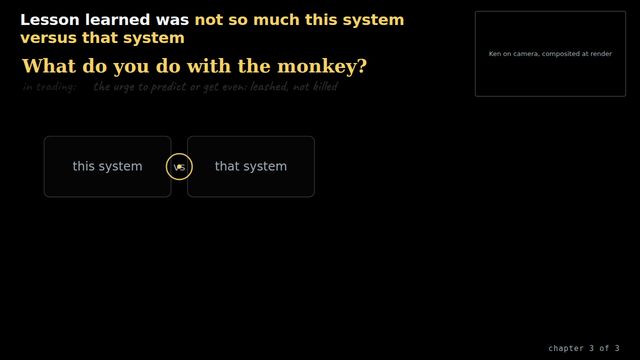 Lesson learned was not so much this system
versus that system
Ken on camera, composited at render
What do you do with the monkey?
in trading: the urge to predict or get even: leashed, not killed
this system
vs
that system
chapter 3 of 3